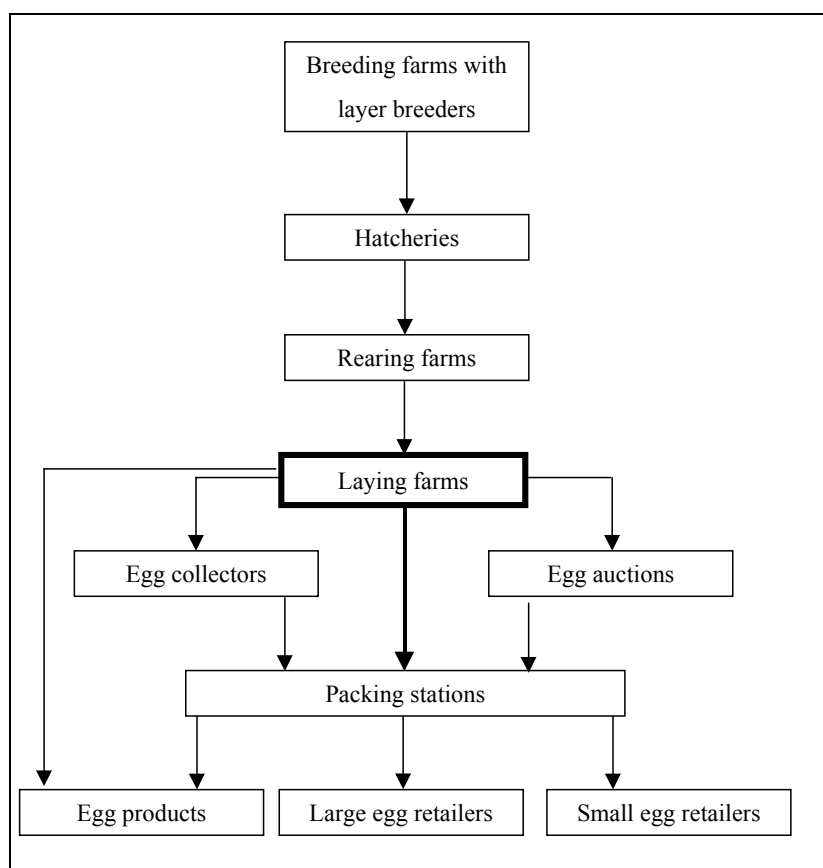 Breeding farms with
layer breeders
Hatcheries
Rearing farms
Laying farms
Egg collectors
Egg auctions
Packing stations
Egg products
Large egg retailers
Small egg retailers